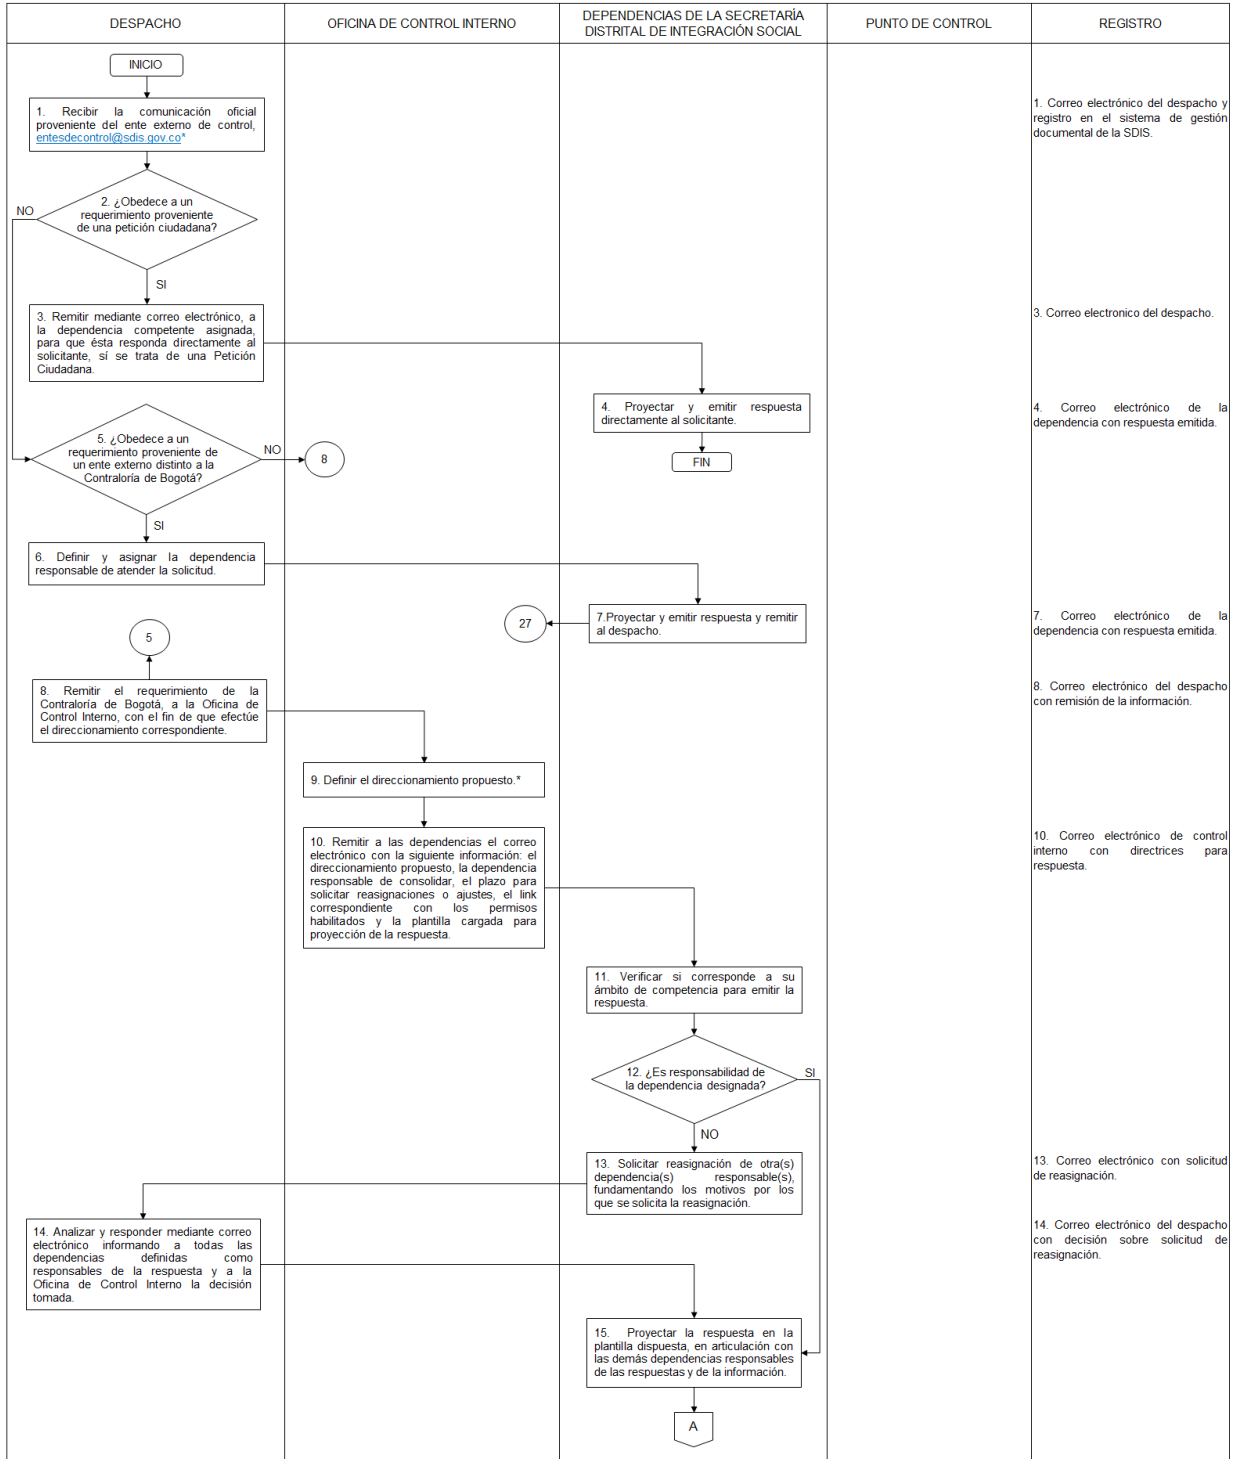 DESPACHO
OFICINA DE CONTROL INTERNO
DEPENDENCIAS DE LA SECRETARÍA
DISTRITAL DE INTEGRACIÓN SOCIAL
PUNTO DE CONTROL
REGISTRO
INICIO
1. Recibir la comunicación oficial
proveniente del ente externo de control,
entesdecontrol@sdis.gov.co*
1. Correo electrónico del despacho y
registro en el sistema de gestión
documental de la SDIS.
2. ¿Obedece a un
requerimiento proveniente
de una petición ciudadana?
NO
SI
3. Remitir mediante correo electrónico, a
la dependencia competente asignada,
para que ésta responda directamente al
solicitante, sí se trata de una Petición
Ciudadana.
3. Correo electronico del despacho.
4. Proyectar y emitir respuesta
directamente al solicitante.
4. Correo electrónico de la
dependencia con respuesta emitida.
FIN
5. ¿Obedece a un
requerimiento proveniente de
un ente externo distinto a la
Contraloría de Bogotá?
NO
8
SI
6. Definir y asignar la dependencia
responsable de atender la solicitud.
7.Proyectar y emitir respuesta y remitir
al despacho.
27
7. Correo electrónico de la
dependencia con respuesta emitida.
5
8. Remitir el requerimiento de la
Contraloría de Bogotá, a la Oficina de
Control Interno, con el fin de que efectúe
el direccionamiento correspondiente.
8. Correo electrónico del despacho
con remisión de la información.
9. Definir el direccionamiento propuesto.*
10. Remitir a las dependencias el correo
electrónico con la siguiente información: el
direccionamiento propuesto, la dependencia
responsable de consolidar, el plazo para
solicitar reasignaciones o ajustes, el link
correspondiente con los permisos
habilitados y la plantilla cargada para
proyección de la respuesta.
10. Correo electrónico de control
interno con directrices para
respuesta.
11. Verificar si corresponde a su
ámbito de competencia para emitir la
respuesta.
12. ¿Es responsabilidad de
la dependencia designada?
SI
NO
13. Solicitar reasignación de otra(s)
dependencia(s) responsable(s),
fundamentando los motivos por los
que se solicita la reasignación.
13. Correo electrónico con solicitud
de reasignación.
14. Analizar y responder mediante correo
electrónico informando a todas las
dependencias definidas como
responsables de la respuesta y a la
Oficina de Control Interno la decisión
tomada.
14. Correo electrónico del despacho
con decisión sobre solicitud de
reasignación.
15. Proyectar la respuesta en la
plantilla dispuesta, en articulación con
las demás dependencias responsables
de las respuestas y de la información.
A